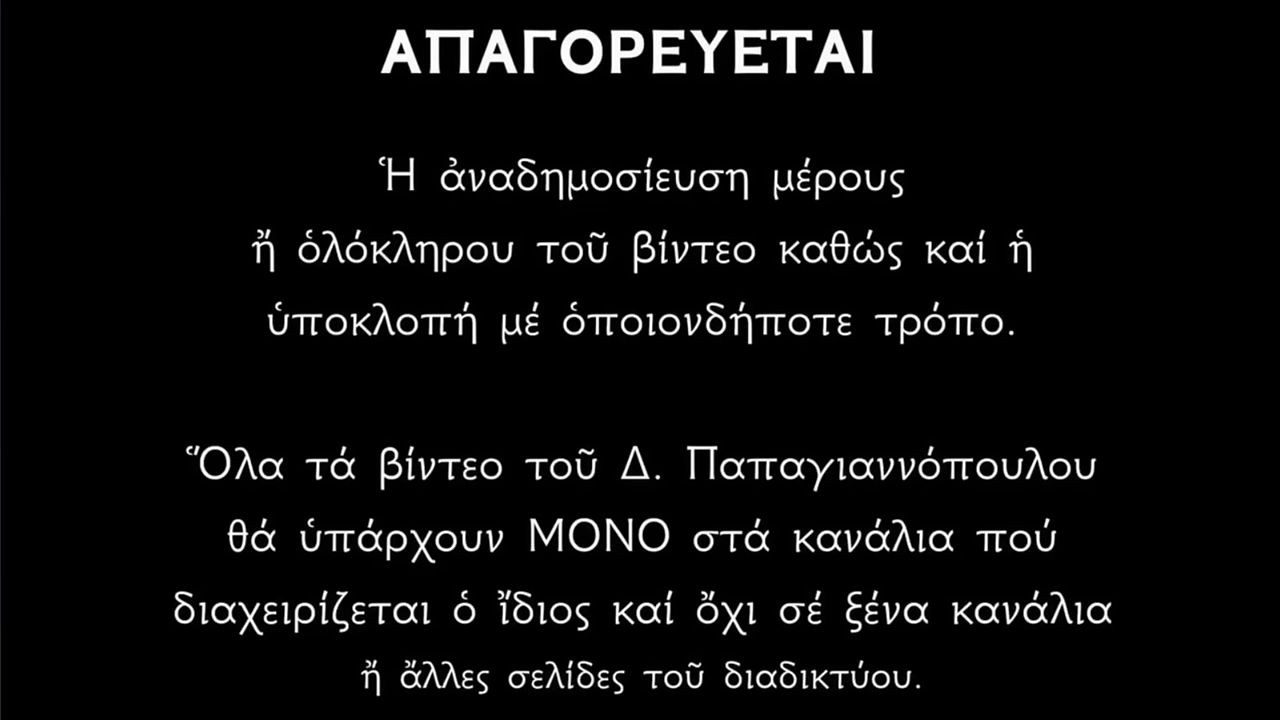 ΑΠΑΓΟΡΕΥΕΤΑΙ
Ἡ ἀναδημοσίευση μέρους
ἤ ὁλόκληρου τοῦ βίντεο καθώς καί ἡ
ὑποκλοπή μέ ὁποιονδήποτε τρόπο.
Ὅλα τά βίντεο τοῦ Δ. Παπαγιαννόπουλου
θά ὑπάρχουν ΜΟΝΟ στά κανάλια πού
διαχειρίζεται ὁ ἴδιος καί ὄχι σέ ξένα κανάλια
ἤ ἄλλες σελίδες τοῦ διαδικτύου.